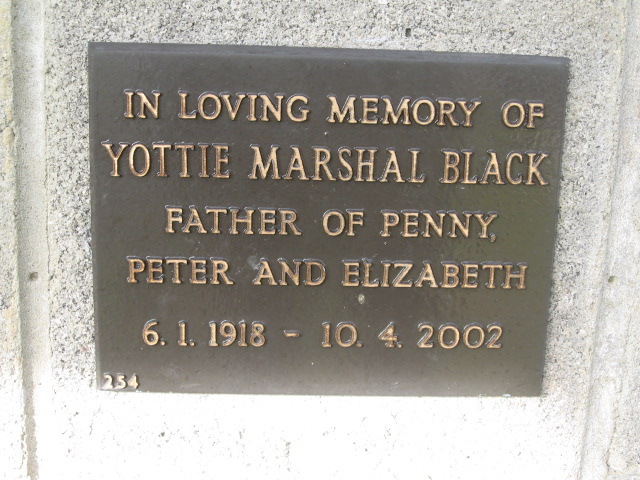 IN LOVING MEMORY OF
YOTTIE MARSHAL BLACK
FATHER OF PENNY,
PETER AND ELIZABETH
6. 1. 1918 - 10. 4. 2002
254